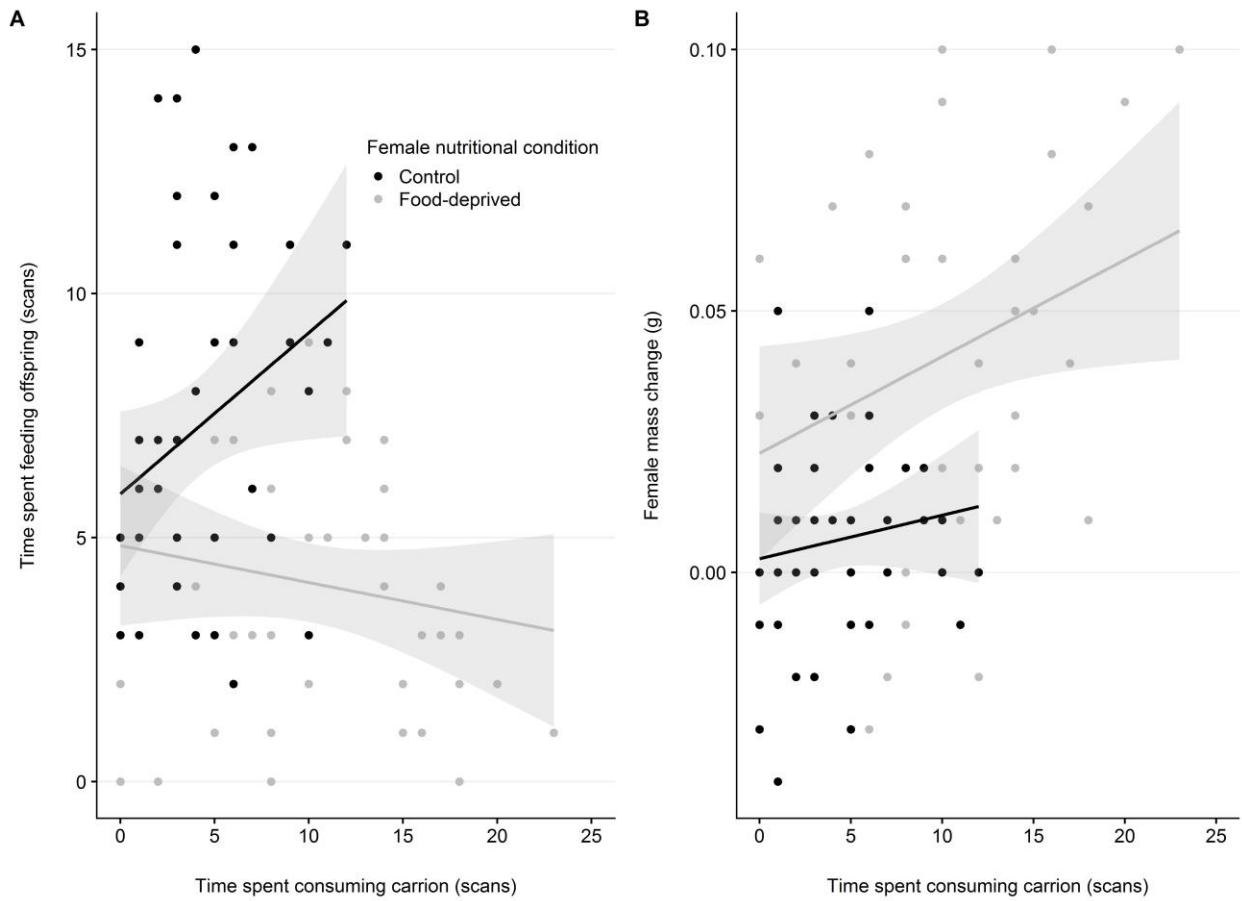 A
15
10
5
0
Time spent feeding offspring (scans)
Female nutritional condition
Control
Food-deprived
0 5 10 15 20 25
Time spent consuming carrion (scans)
B
0.10
0.05
0.00
Female mass change (g)
0 5 10 15 20 25
Time spent consuming carrion (scans)